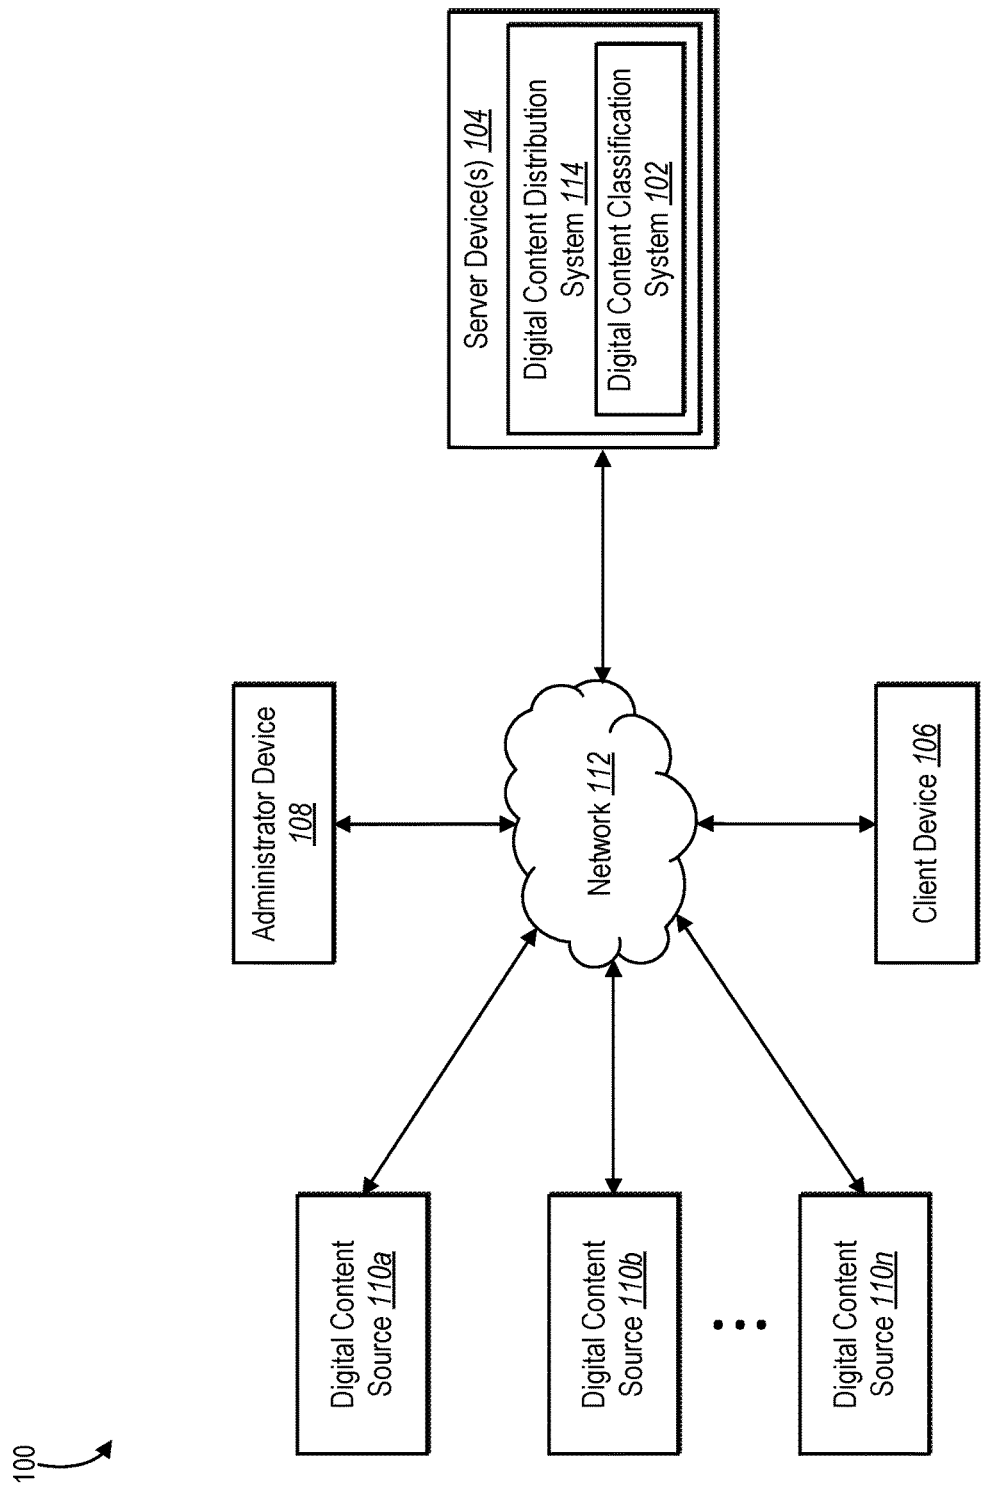 100
Digital Content
Source 110a
Digital Content
Source 110b
Digital Content
Source 110n
Administrator Device
108
Network 112
Client Device 106
Server Device(s) 104
Digital Content Distribution
System 114
Digital Content Classification
System 102